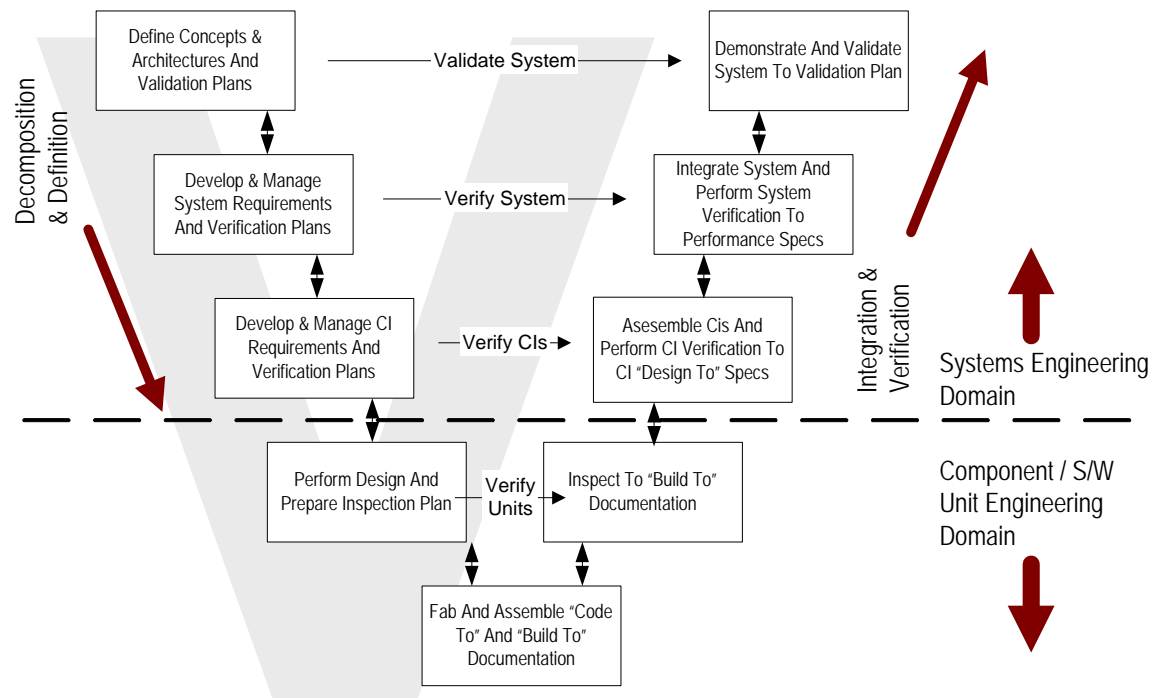 Define Concepts &
Architectures And
Validation Plans
Validate System
Demonstrate And Validate
System To Validation Plan
Decomposition
& Definition
Develop & Manage
System Requirements
And Verification Plans
Verify System
Integrate System And
Perform System
Verification To
Performance Specs
Integration &
Verification
Develop & Manage CI
Requirements And
Verification Plans
Verify CIs
Asesemble Cis And
Perform CI Verification To
CI “Design To” Specs
Systems Engineering
Domain
Perform Design And
Prepare Inspection Plan
Verify
Units
Inspect To “Build To”
Documentation
Component / S/W
Unit Engineering
Domain
Fab And Assemble “Code
To” And “Build To”
Documentation